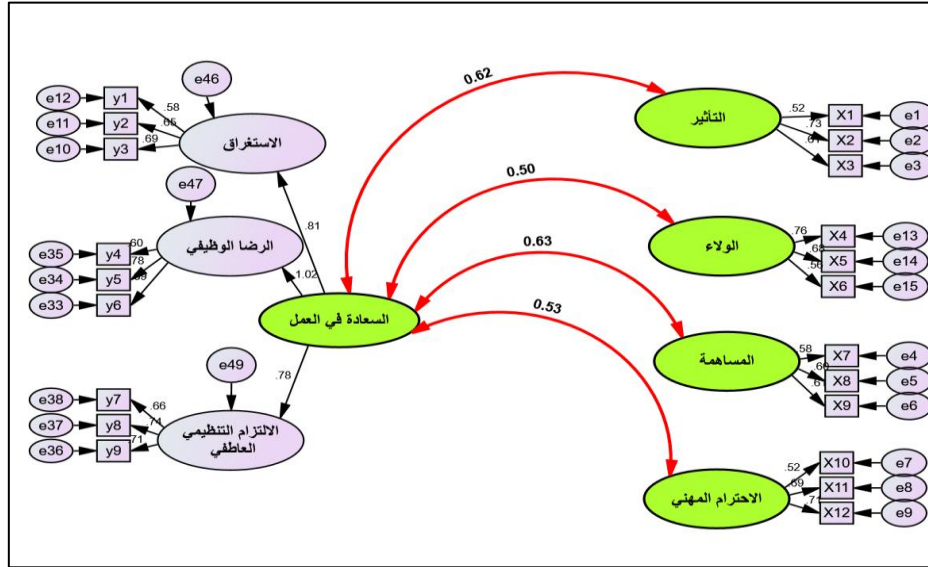 e46
e12
y1
.58
e11
y2
.65
e10
y3
.69
الاستغراق
e47
الرضا الوظيفي
e35
y4
.60
e34
y5
.78
e33
y6
.81
1.02
السعادة في العمل
.78
e49
e38
y7
.66
e37
y8
.74
e36
y9
.71
الالتزام التنظيمي
العاطفي
0.62
0.50
0.63
0.53
التأثير
.52
X1
e1
.73
X2
e2
X3
e3
الولاء
.76
X4
e13
.68
X5
e14
.56
X6
e15
المساهمة
.58
X7
e4
.60
X8
e5
X9
e6
الاحترام المهني
.52
X10
e7
.69
X11
e8
.71
X12
e9